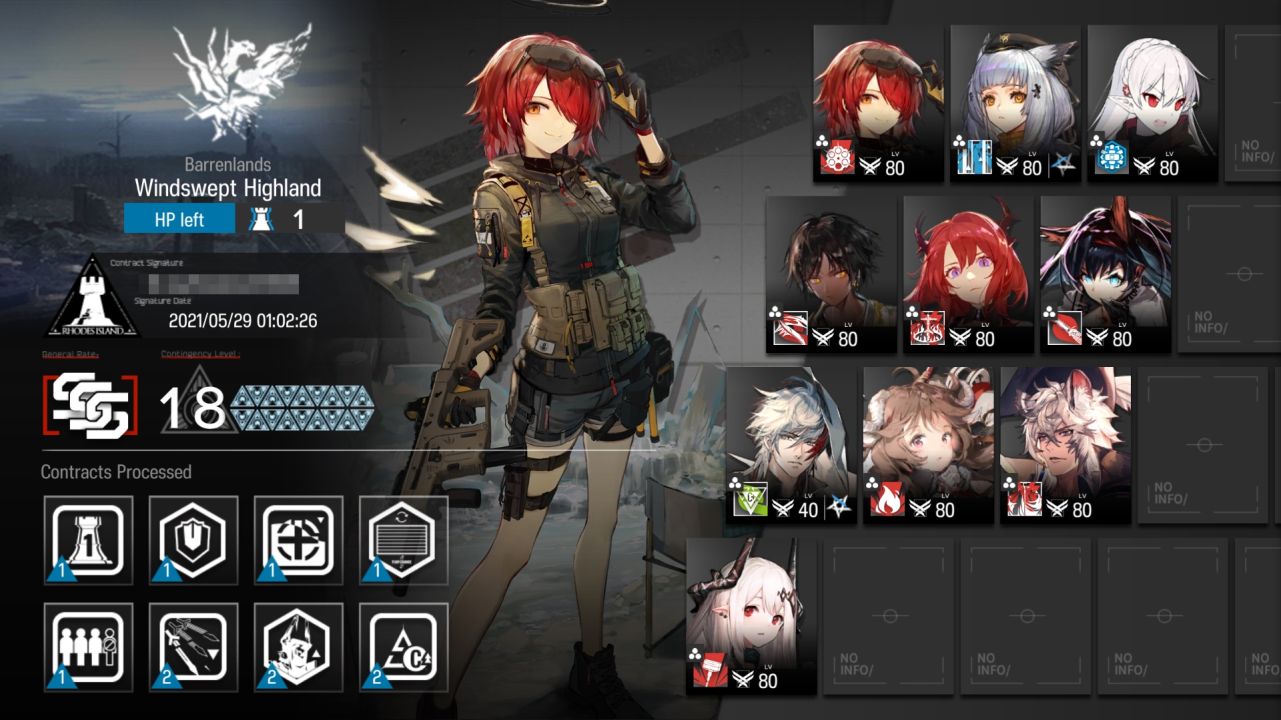 Barrenlands
Windswept Highland
HP left 1
Contract Signature
Signature Date
2021/05/29 01:02:26
RHODES ISLAND
General Rate:
Contingency Level:
18
Contracts Processed
1
1
1
1
1
1
2
2
2
LV
80
LV
80
LV
80
NO
INFO/
LV
80
LV
80
LV
80
NO
INFO/
LV
40
LV
80
LV
80
NO
INFO/
LV
80
NO
INFO/
NO
INFO/
NO
INFO/
NO
INFO/